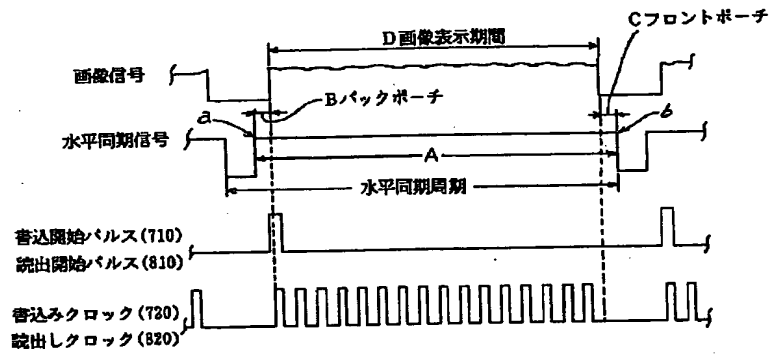 D画像表示期間
Cフロントポーチ
画像信号
Bバックポーチ
a
b
水平同期信号
A
水平同期周期
書込開始パルス(710)
読出開始パルス(810)
書込みクロック(720)
読出しクロック(820)